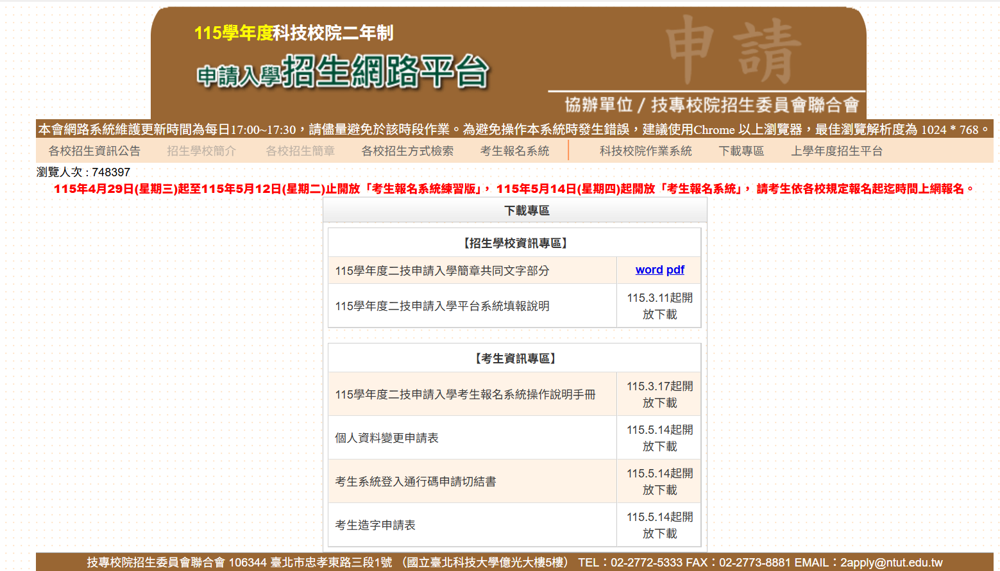 115學年度科技校院二年制
申請入學招生網路平台
申請
協辦單位 / 技專校院招生委員會聯合會
本會網路系統維護更新時間為每日17:00~17:30，請儘量避免於該時段作業。為避免操作本系統時發生錯誤，建議使用Chrome 以上瀏覽器，最佳瀏覽解析度為 1024 * 768。
各校招生資訊公告 招生學校簡介 各校招生簡章 各校招生方式檢索 考生報名系統 科技校院作業系統 下載專區 上學年度招生平台
瀏覽人次 : 748397
115年4月29日(星期三)起至115年5月12日(星期二)止開放「考生報名系統練習版」， 115年5月14日(星期四)起開放「考生報名系統」， 請考生依各校規定報名起迄時間上網報名。
下載專區
【招生學校資訊專區】
115學年度二技申請入學簡章共同文字部分 word pdf
115學年度二技申請入學平台系統填報說明 115.3.11起開
放下載
【考生資訊專區】
115學年度二技申請入學考生報名系統操作說明手冊 115.3.17起開
放下載
個人資料變更申請表 115.5.14起開
放下載
考生系統登入通行碼申請切結書 115.5.14起開
放下載
考生造字申請表 115.5.14起開
放下載
技專校院招生委員會聯合會 106344 臺北市忠孝東路三段1號 （國立臺北科技大學億光大樓5樓） TEL：02-2772-5333 FAX：02-2773-8881 EMAIL：2apply@ntut.edu.tw